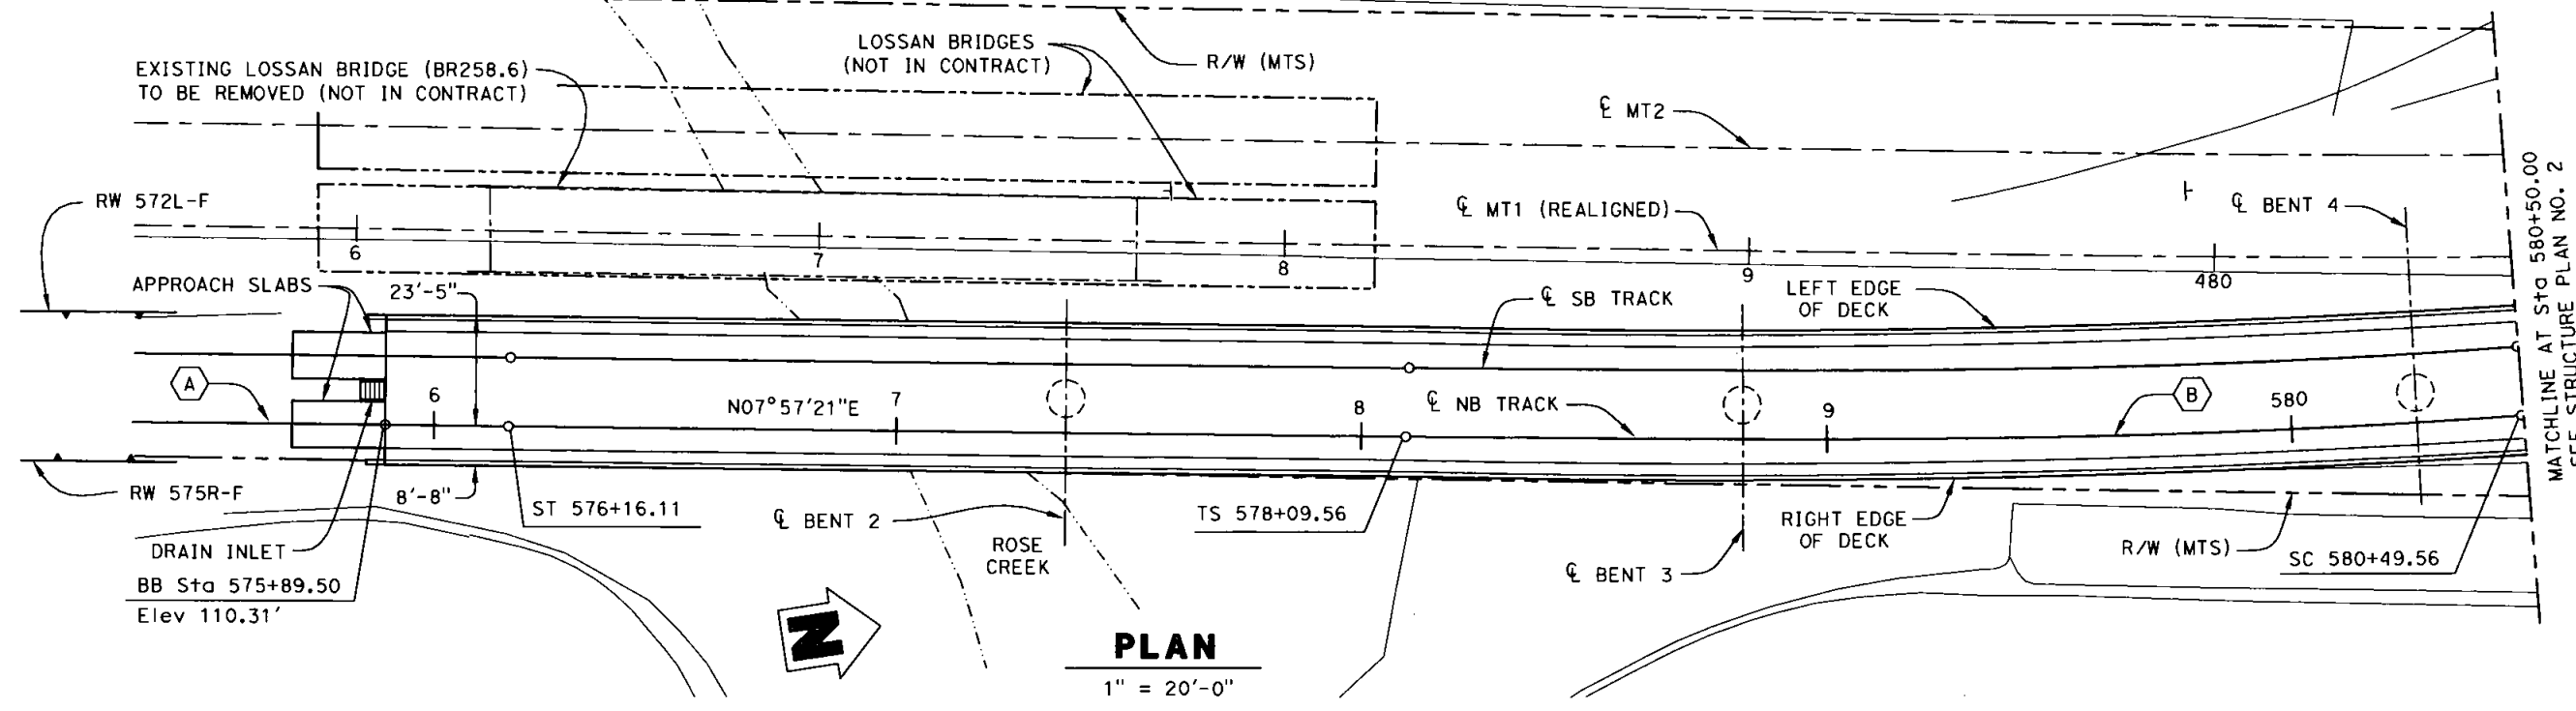 EXISTING LOSSAN BRIDGE (BR258.6)
TO BE REMOVED (NOT IN CONTRACT)
LOSSAN BRIDGES
(NOT IN CONTRACT)
R/W (MTS)
℄ MT2
RW 572L-F
℄ MT1 (REALIGNED)
℄ BENT 4
6
7
8
9
480
APPROACH SLABS
23'-5"
℄ SB TRACK
LEFT EDGE
OF DECK
A
6
N07°57'21"E
7
8
℄ NB TRACK
9
B
580
RW 575R-F
8'-8"
ST 576+16.11
℄ BENT 2
ROSE
CREEK
TS 578+09.56
℄ BENT 3
RIGHT EDGE
OF DECK
R/W (MTS)
SC 580+49.56
DRAIN INLET
BB Sta 575+89.50
Elev 110.31'
N
PLAN
1" = 20'-0"
MATCHLINE AT Sta 580+50.00
SEE STRUCTURE PLAN NO. 2